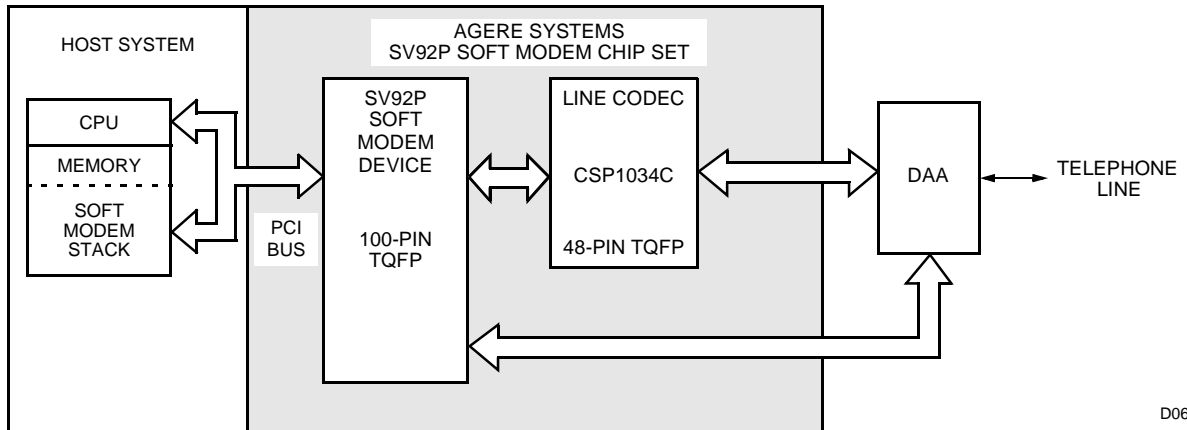 HOST SYSTEM
AGERE SYSTEMS
SV92P SOFT MODEM CHIP SET
CPU
MEMORY
SOFT
MODEM
STACK
PCI
BUS
SV92P
SOFT
MODEM
DEVICE
100-PIN
TQFP
LINE CODEC
CSP1034C
48-PIN TQFP
DAA
TELEPHONE
LINE
D06